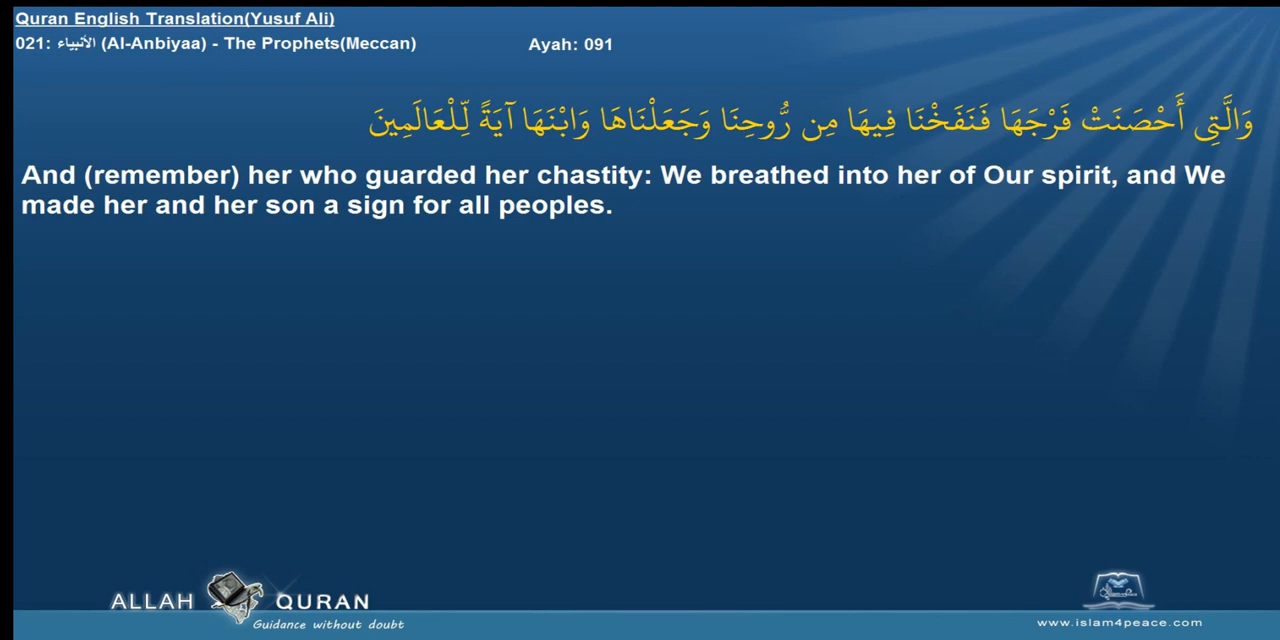 Quran English Translation(Yusuf Ali)
021: الأنبياء (Al-Anbiyaa) - The Prophets(Meccan) Ayah: 091
وَالَّتِي أَحْصَنَتْ فَرْجَهَا فَنَفَخْنَا فِيهَا مِن رُّوحِنَا وَجَعَلْنَاهَا وَابْنَهَا آيَةً لِّلْعَالَمِينَ
And (remember) her who guarded her chastity: We breathed into her of Our spirit, and We
made her and her son a sign for all peoples.
ALLAH QURAN
Guidance without doubt
www.islam4peace.com